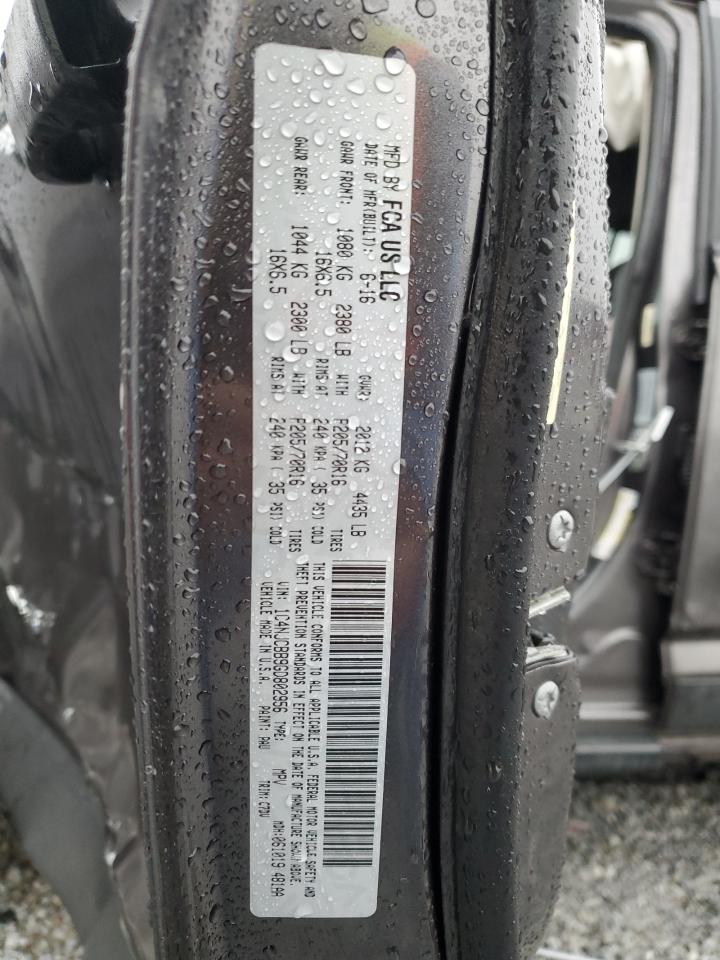 MFD BY FCA US LLC
DATE OF MFR(BUILT): 6-16 GVWR: 2012 KG 4435 LB
GAWR FRONT: 1080 KG 2380 LB WITH: P205/70R16 TIRES
16X6.5 RIMS AT 240 KPA( 35 PSI) COLD
GAWR REAR: 1044 KG 2300 LB WITH P205/70R16 TIRES
16X6.5 RIMS AT: 240 KPA( 35 PSI) COLD
THIS VEHICLE CONFORMS TO ALL APPLICABLE U.S.A. FEDERAL MOTOR VEHICLE SAFETY AND
THEFT PREVENTION STANDARDS IN EFFECT ON THE DATE OF MANUFACTURE SHOWN ABOVE.
VIN: 1C4NJCBB9GD802956 TYPE: MPV MDH:061019 481AA
VEHICLE MADE IN U.S.A. PAINT: PAU TRIM: C7DV